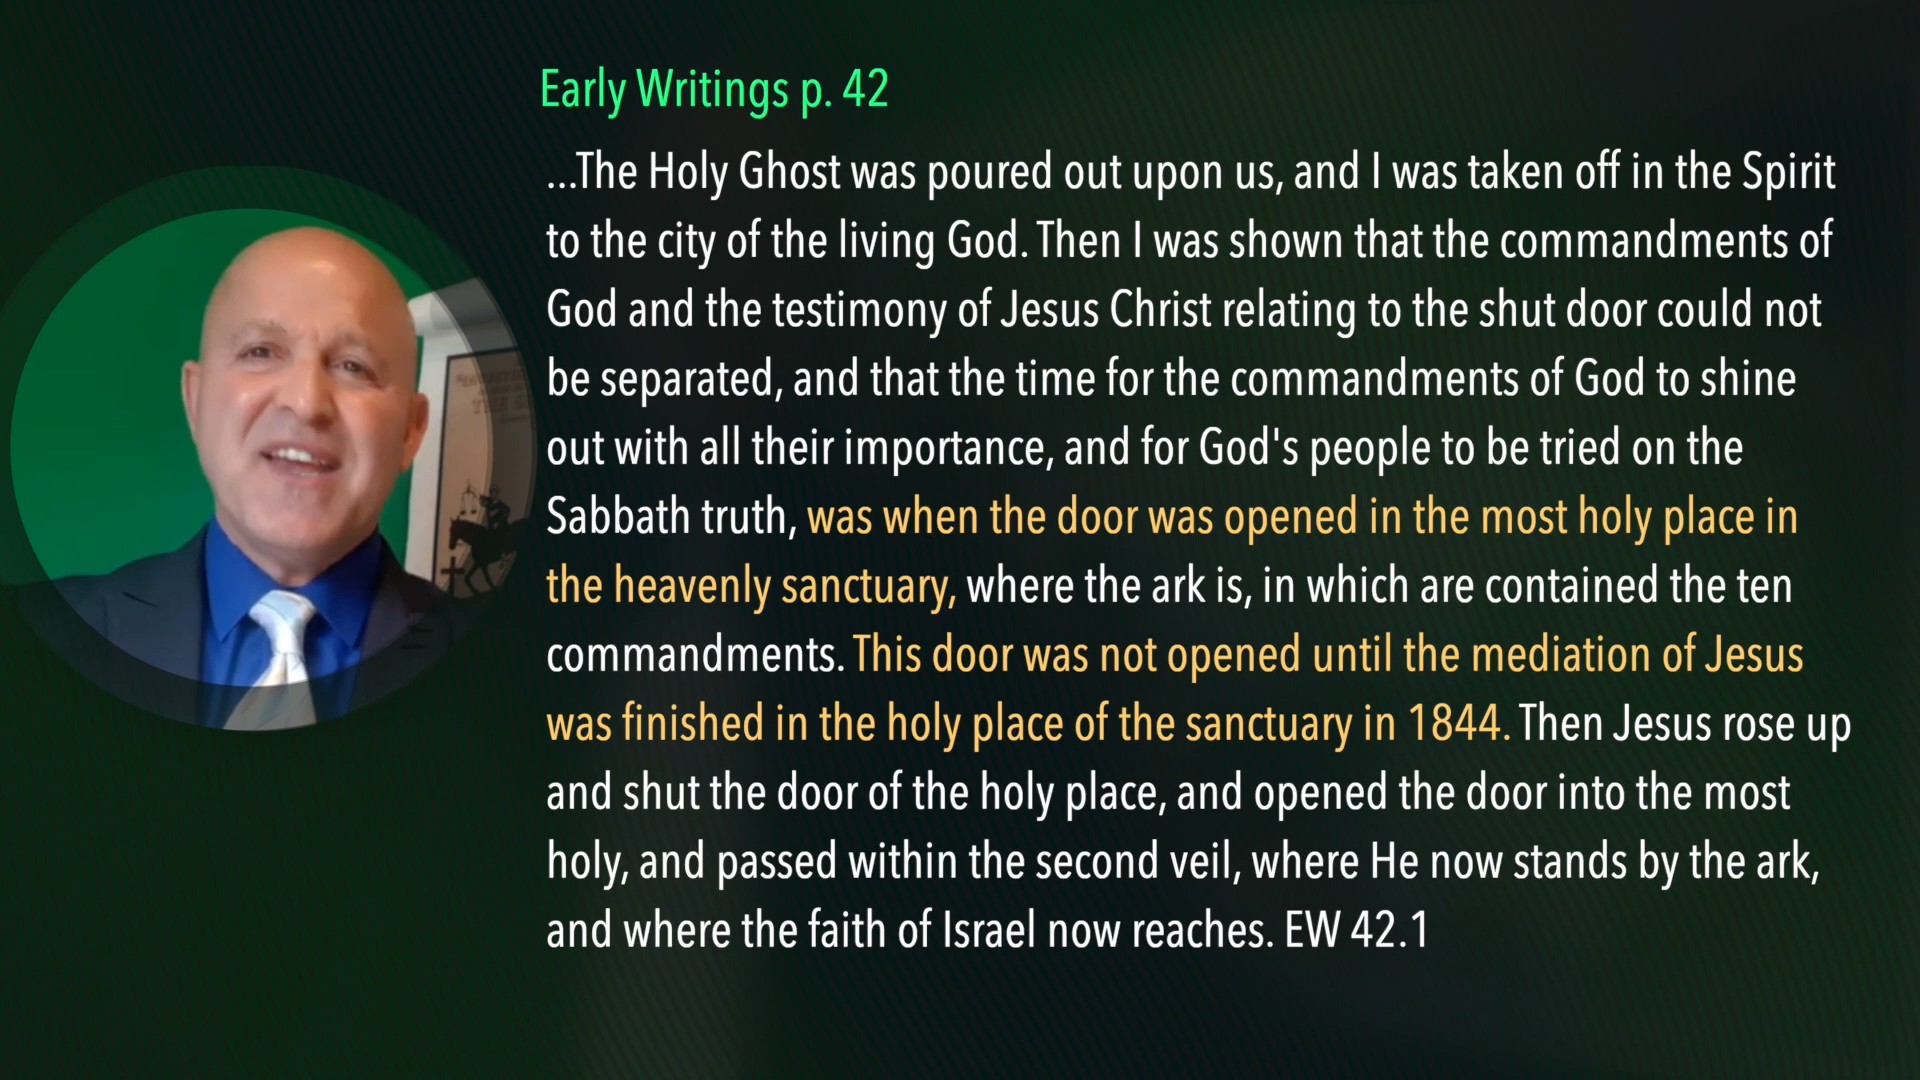 Early Writings p. 42
...The Holy Ghost was poured out upon us, and I was taken off in the Spirit
to the city of the living God. Then I was shown that the commandments of
God and the testimony of Jesus Christ relating to the shut door could not
be separated, and that the time for the commandments of God to shine
out with all their importance, and for God's people to be tried on the
Sabbath truth, was when the door was opened in the most holy place in
the heavenly sanctuary, where the ark is, in which are contained the ten
commandments. This door was not opened until the mediation of Jesus
was finished in the holy place of the sanctuary in 1844. Then Jesus rose up
and shut the door of the holy place, and opened the door into the most
holy, and passed within the second veil, where He now stands by the ark,
and where the faith of Israel now reaches. EW 42.1